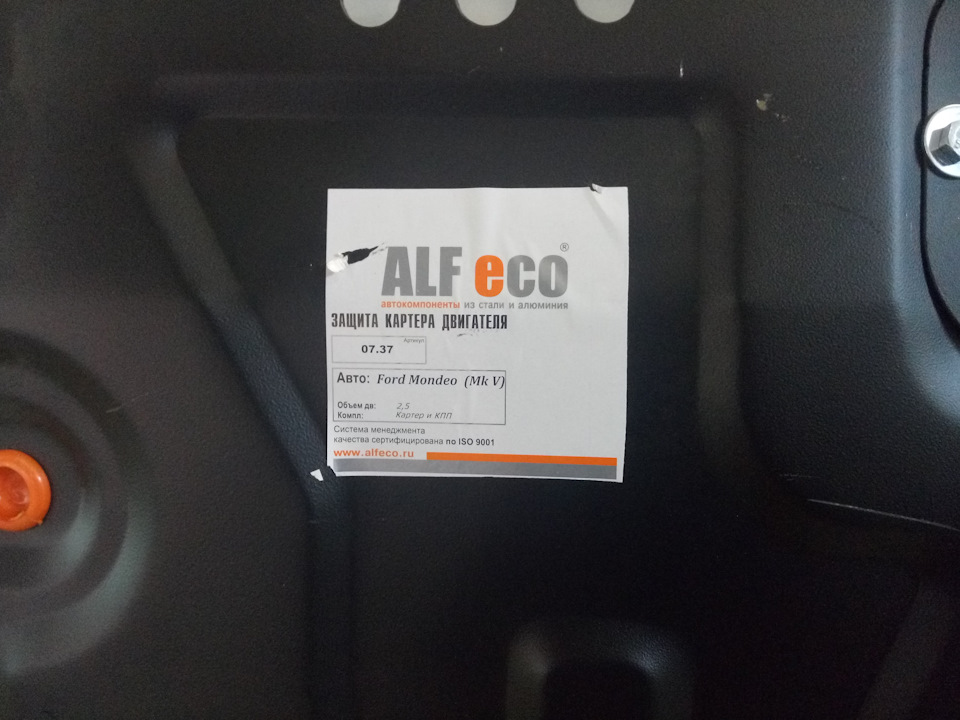 ALF eco ®
автокомпоненты из стали и алюминия
ЗАЩИТА КАРТЕРА ДВИГАТЕЛЯ
Артикул
07.37
Авто: Ford Mondeo (Mk V)
Объем дв: 2,5
Компл: Картер и КПП
Система менеджмента
качества сертифицирована по ISO 9001
www.alfeco.ru